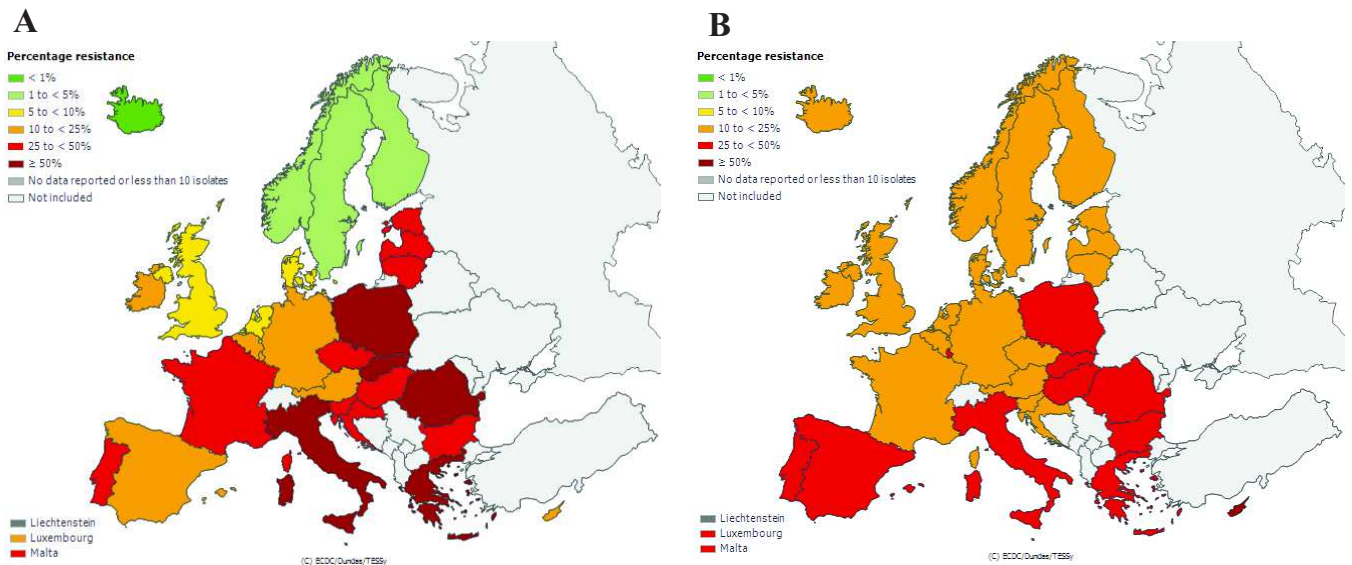 A
Percentage resistance
< 1%
1 to < 5%
5 to < 10%
10 to < 25%
25 to < 50%
≥ 50%
No data reported or less than 10 isolates
Not included
Liechtenstein
Luxembourg
Malta
(C) ECDC/Dundas/TESSy
B
Percentage resistance
< 1%
1 to < 5%
5 to < 10%
10 to < 25%
25 to < 50%
≥ 50%
No data reported or less than 10 isolates
Not included
Liechtenstein
Luxembourg
Malta
(C) ECDC/Dundas/TESSy